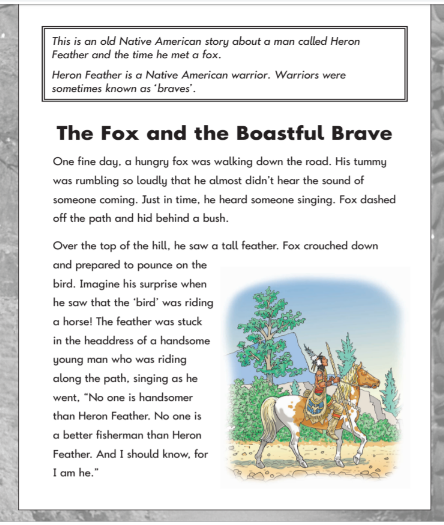 This is an old Native American story about a man called Heron
Feather and the time he met a fox.
Heron Feather is a Native American warrior. Warriors were
sometimes known as ‘braves’.
The Fox and the Boastful Brave
One fine day, a hungry fox was walking down the road. His tummy
was rumbling so loudly that he almost didn’t hear the sound of
someone coming. Just in time, he heard someone singing. Fox dashed
off the path and hid behind a bush.
Over the top of the hill, he saw a tall feather. Fox crouched down
and prepared to pounce on the
bird. Imagine his surprise when
he saw that the ‘bird’ was riding
a horse! The feather was stuck
in the headdress of a handsome
young man who was riding
along the path, singing as he
went, “No one is handsomer
than Heron Feather. No one is
a better fisherman than Heron
Feather. And I should know, for
I am he.”